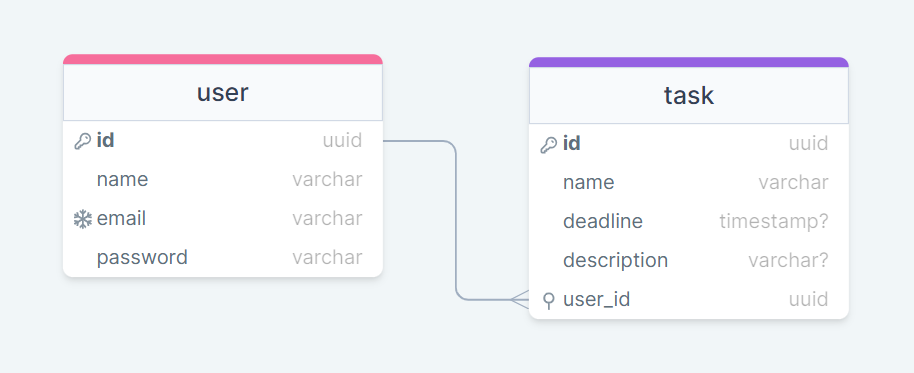 user
id uuid
name varchar
email varchar
password varchar
task
id uuid
name varchar
deadline timestamp?
description varchar?
user_id uuid